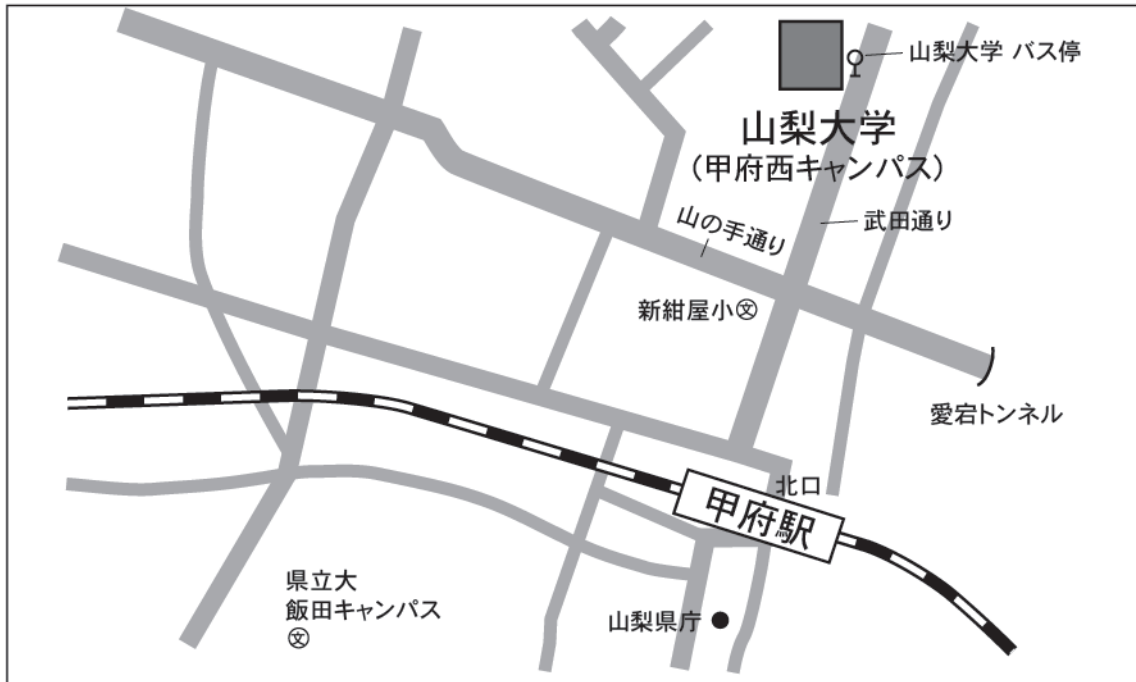 山梨大学 バス停
山梨大学
（甲府西キャンパス）
山の手通り
武田通り
新紺屋小㊫
愛宕トンネル
北口
甲府駅
県立大
飯田キャンパス
㊫
山梨県庁